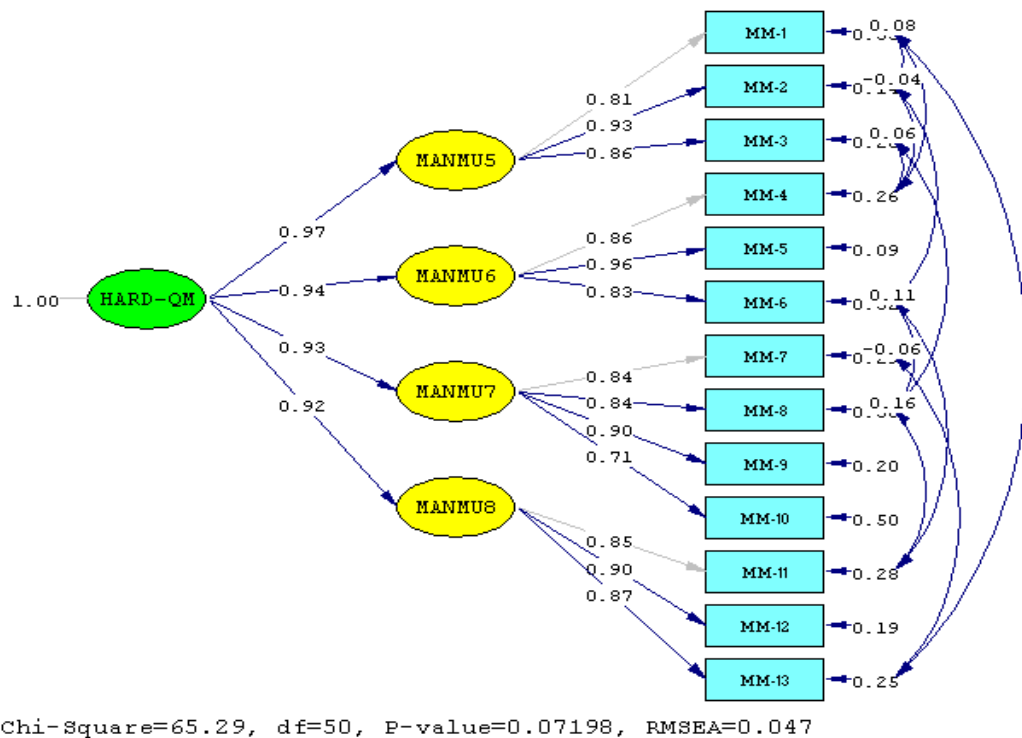 MM-1
0.08
MM-2
-0.04
0.81
0.93
MM-3
0.06
0.86
MANMU5
MM-4
0.26
0.97
0.86
MM-5
0.09
0.96
MANMU6
0.94
0.83
MM-6
0.11
1.00
HARD-QM
0.93
MM-7
-0.06
0.84
MANMU7
0.92
0.84
MM-8
0.16
0.90
0.71
MM-9
0.20
MANMU8
MM-10
0.50
0.85
0.90
MM-11
0.28
0.87
MM-12
0.19
MM-13
0.25
Chi-Square=65.29, df=50, P-value=0.07198, RMSEA=0.047